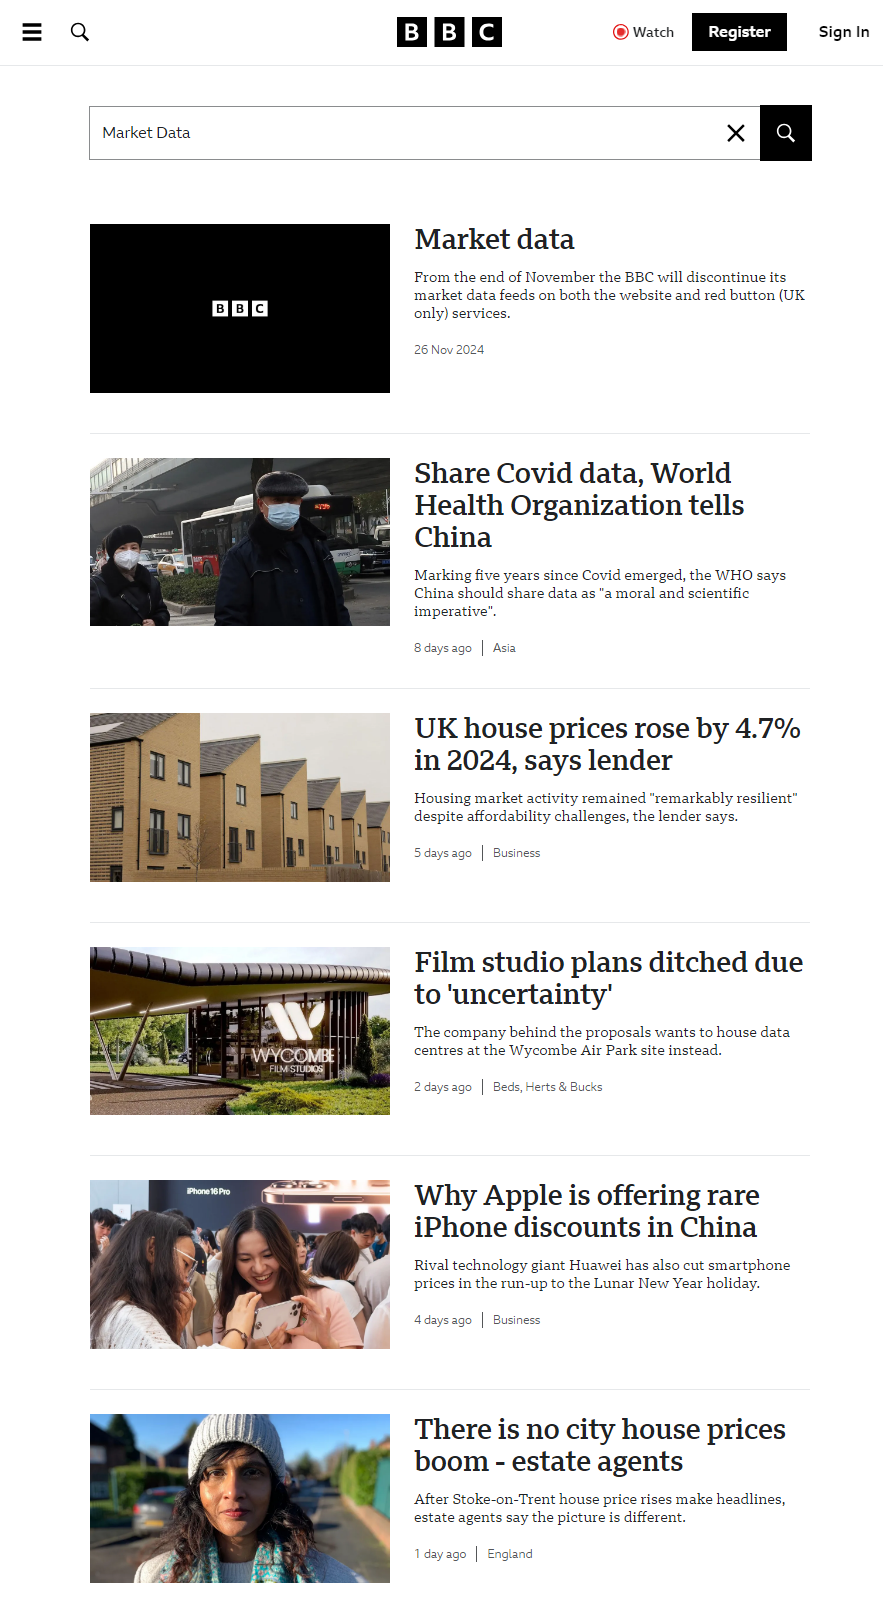 BBC
Watch
Register
Sign In
Market Data
BBC
Market data
From the end of November the BBC will discontinue its
market data feeds on both the website and red button (UK
only) services.
26 Nov 2024
Share Covid data, World
Health Organization tells
China
Marking five years since Covid emerged, the WHO says
China should share data as "a moral and scientific
imperative".
8 days ago
Asia
UK house prices rose by 4.7%
in 2024, says lender
Housing market activity remained "remarkably resilient"
despite affordability challenges, the lender says.
5 days ago
Business
WYCOMBE
FILM STUDIOS
Film studio plans ditched due
to 'uncertainty'
The company behind the proposals wants to house data
centres at the Wycombe Air Park site instead.
2 days ago
Beds, Herts & Bucks
iPhone 16 Pro
Why Apple is offering rare
iPhone discounts in China
Rival technology giant Huawei has also cut smartphone
prices in the run-up to the Lunar New Year holiday.
4 days ago
Business
There is no city house prices
boom - estate agents
After Stoke-on-Trent house price rises make headlines,
estate agents say the picture is different.
1 day ago
England